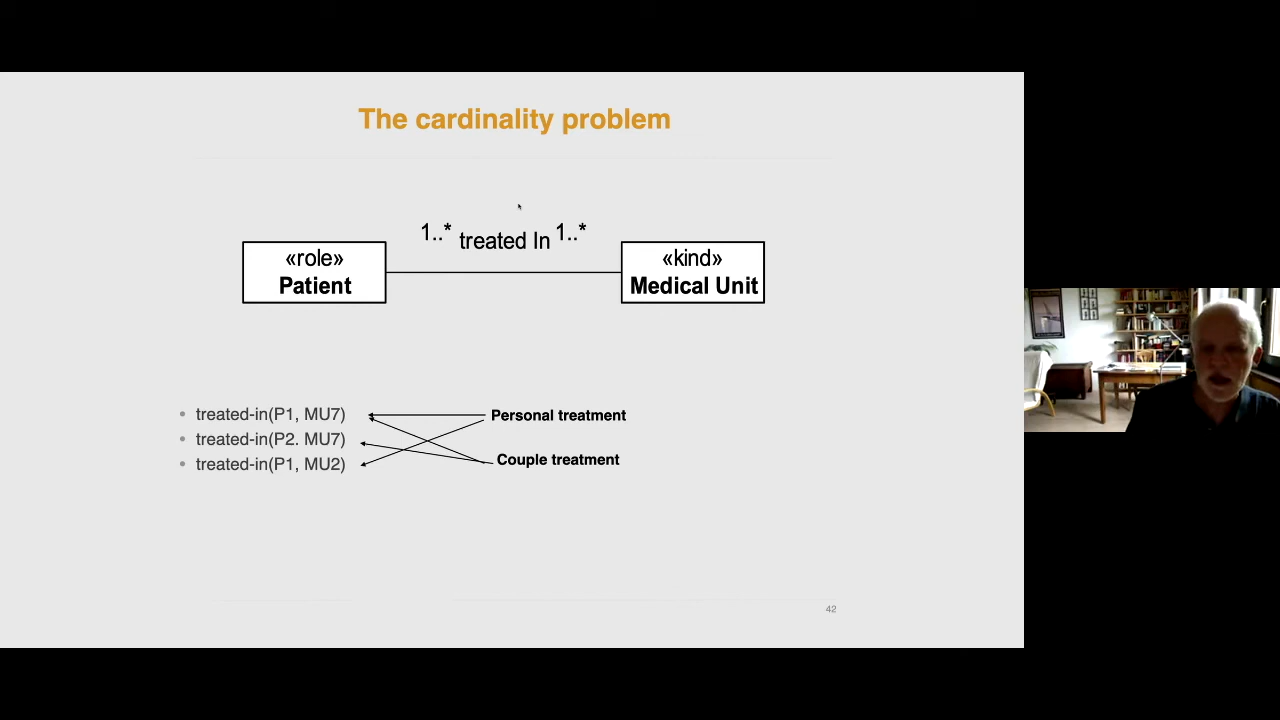 The cardinality problem
1..* treated In 1..*
«role»
Patient
«kind»
Medical Unit
• treated-in(P1, MU7)
• treated-in(P2. MU7)
• treated-in(P1, MU2)
Personal treatment
Couple treatment
42